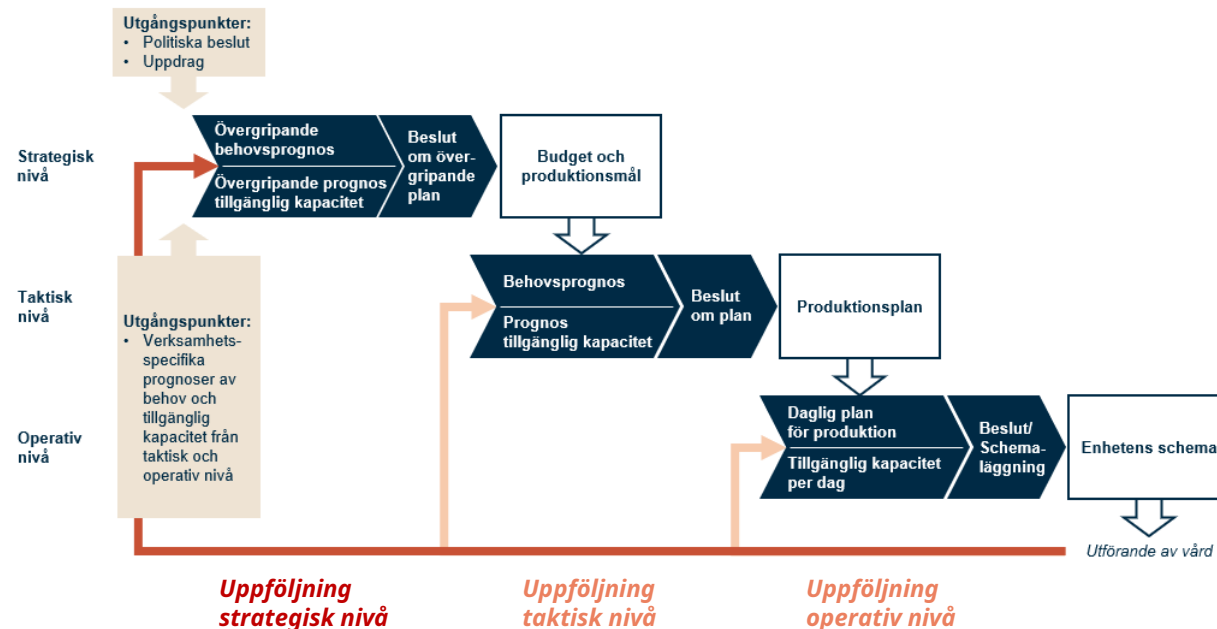 Utgångspunkter:
• Politiska beslut
• Uppdrag
Strategisk
nivå
Övergripande
behovsprognos
Övergripande prognos
tillgänglig kapacitet
Beslut
om över-
gripande
plan
Budget och
produktionsmål
Taktisk
nivå
Utgångspunkter:
• Verksamhets-
specifika
prognoser av
behov och
tillgänglig
kapacitet från
taktisk och
operativ nivå
Behovsprognos
Prognos
tillgänglig kapacitet
Beslut
om plan
Produktionsplan
Operativ
nivå
Daglig plan
för produktion
Tillgänglig kapacitet
per dag
Beslut/
Schema-
läggning
Enhetens schema
Utförande av vård
Uppföljning
strategisk nivå
Uppföljning
taktisk nivå
Uppföljning
operativ nivå